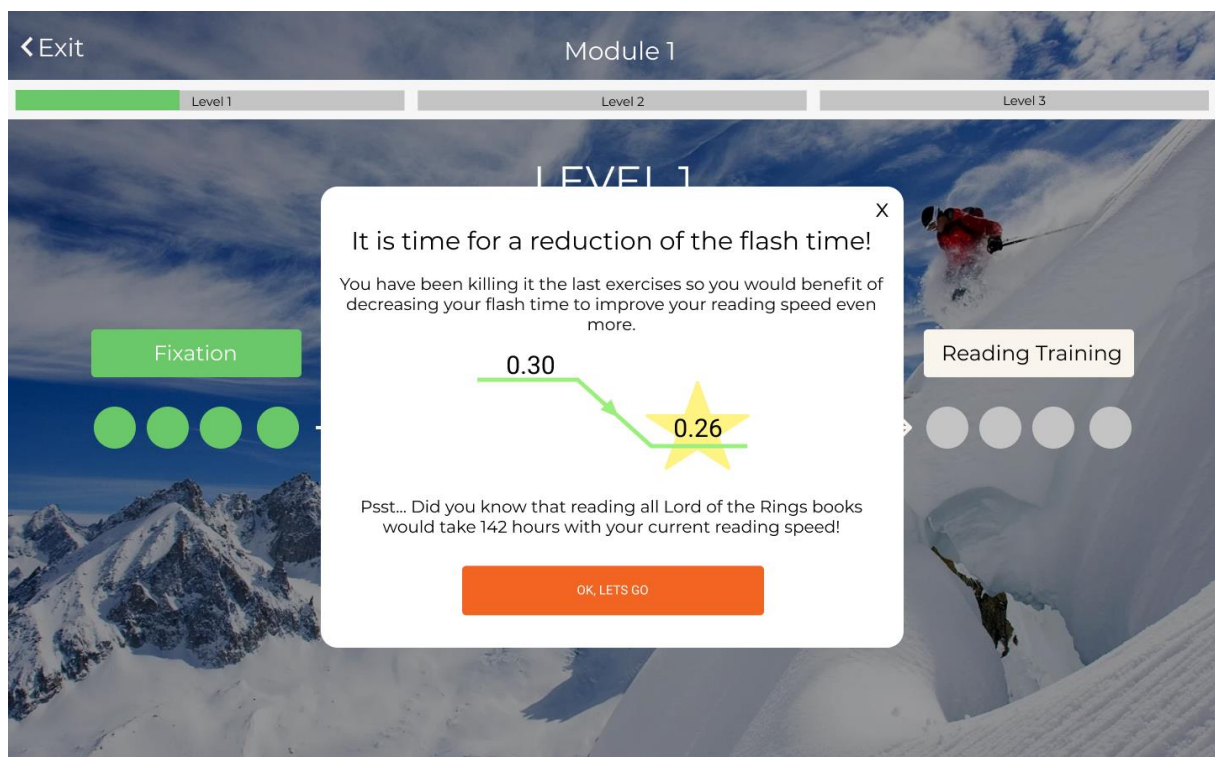 Exit
Module 1
Level 1
Level 2
Level 3
LEVEL 1
X
It is time for a reduction of the flash time!
You have been killing it the last exercises so you would benefit of
decreasing your flash time to improve your reading speed even
more.
Fixation
Reading Training
0.30
0.26
Psst... Did you know that reading all Lord of the Rings books
would take 142 hours with your current reading speed!
OK, LETS GO